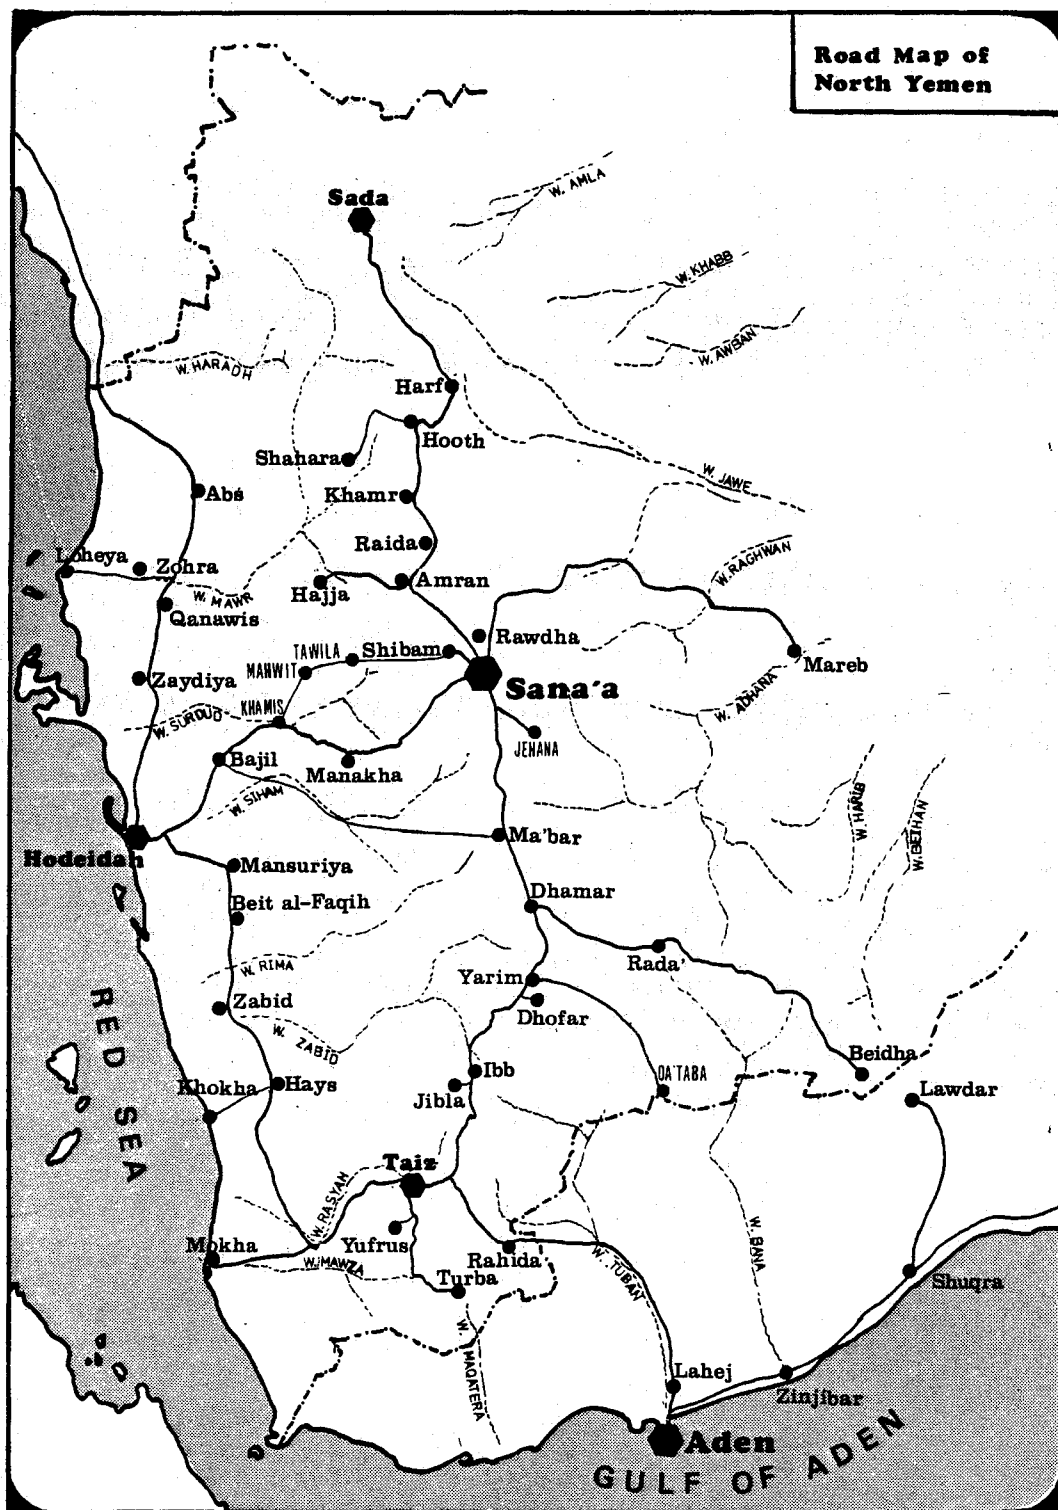 Road Map of
North Yemen
Sada
W. AMLA
W. KHABB
W. AWBAN
W. HARADH
Harf
Hooth
Shahara
W. JAWF
Abs
Khamr
Raida
W. RAGHWAN
Loheya
Zohra
Hajja
Amran
W. MAWR
Qanawis
Rawdha
TAWILA
Shibam
MAHWIT
Mareb
Zaydiya
Sana'a
W. ADHANA
KHAMIS
W. SURDUD
JEHANA
Bajil
Manakha
W. SIHAM
W. HARIB
W. BEIHAN
Ma'bar
Hodeidah
Mansuriya
Dhamar
Beit al-Faqih
Rada'
W. RIMA
Yarim
Zabid
Dhofar
RED SEA
W. ZABID
Beidha
Ibb
QA'TABA
Khokha
Hays
Jibla
Lawdar
Taiz
W. RASYAH
Mokha
Yufrus
Rahida
W. MAWZA
Turba
W. TUBAN
W. BANA
Shuqra
W. MAQATERA
Lahej
Zinjibar
Aden
GULF OF ADEN